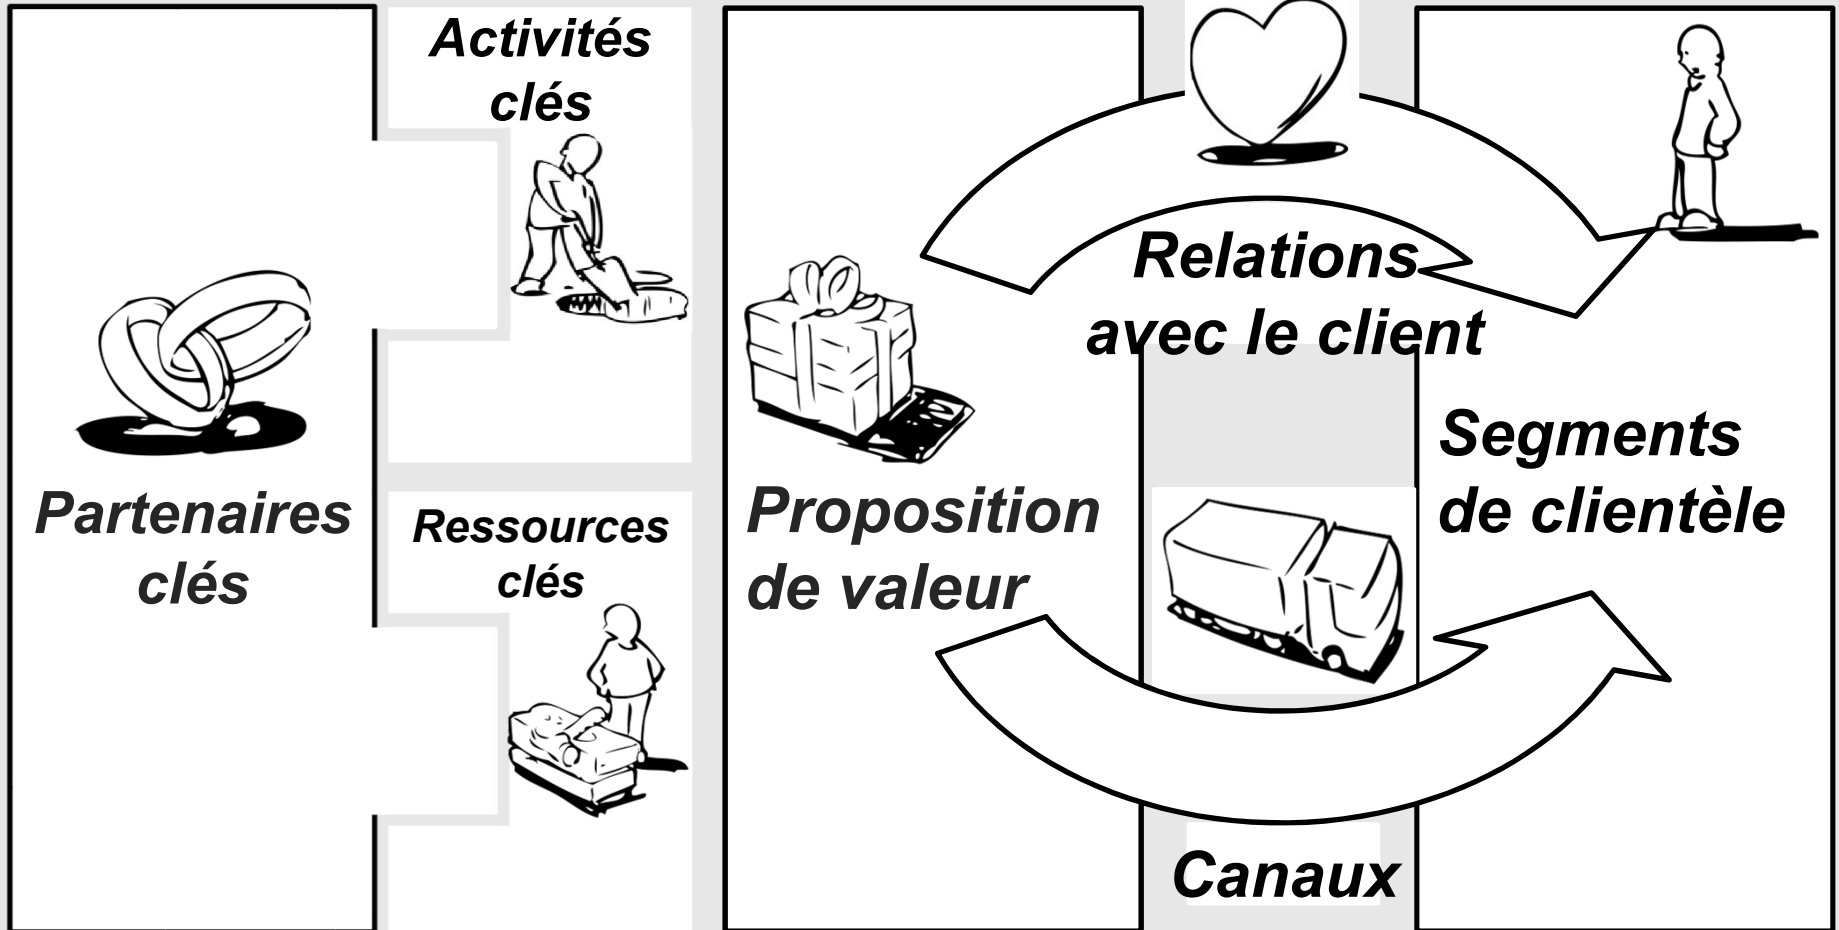 Activités
clés
Partenaires
clés
Ressources
clés
Proposition
de valeur
Relations
avec le client
Segments
de clientèle
Canaux